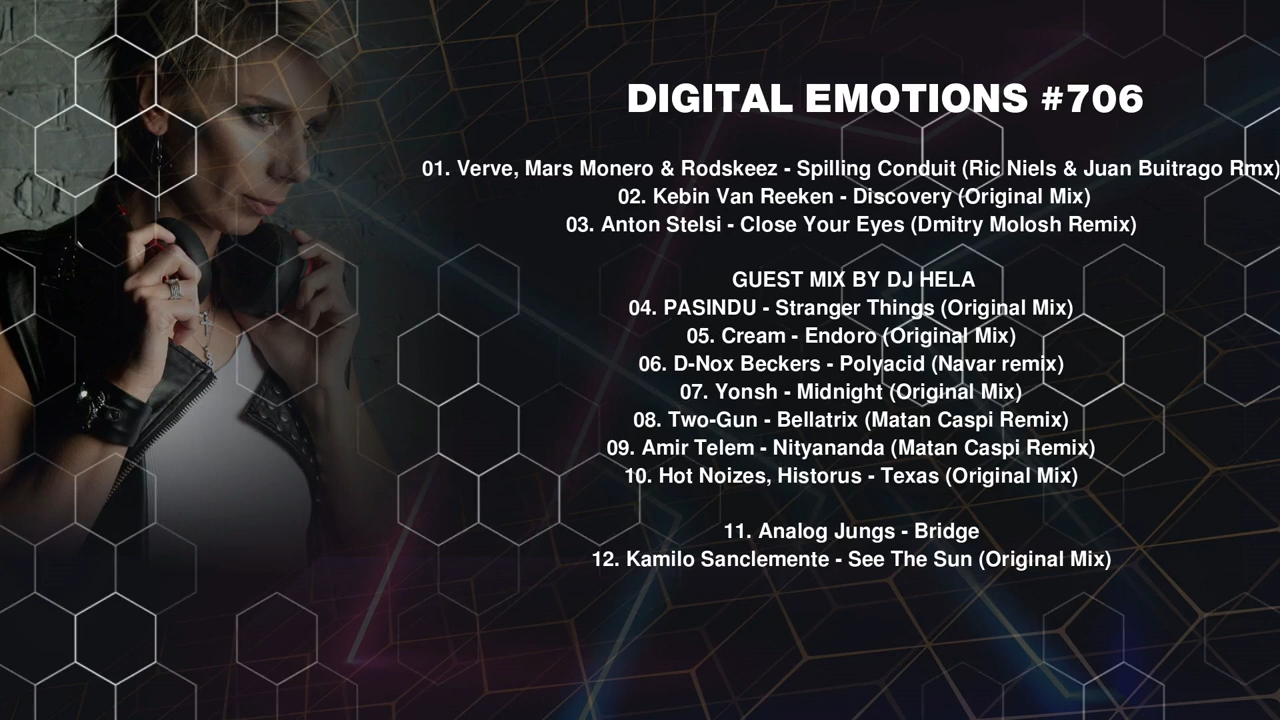 DIGITAL EMOTIONS #706
01. Verve, Mars Monero & Rodskeez - Spilling Conduit (Ric Niels & Juan Buitrago Rmx)
02. Kebin Van Reeken - Discovery (Original Mix)
03. Anton Stelsi - Close Your Eyes (Dmitry Molosh Remix)
GUEST MIX BY DJ HELA
04. PASINDU - Stranger Things (Original Mix)
05. Cream - Endoro (Original Mix)
06. D-Nox Beckers - Polyacid (Navar remix)
07. Yonsh - Midnight (Original Mix)
08. Two-Gun - Bellatrix (Matan Caspi Remix)
09. Amir Telem - Nityananda (Matan Caspi Remix)
10. Hot Noizes, Historus - Texas (Original Mix)
11. Analog Jungs - Bridge
12. Kamilo Sanclemente - See The Sun (Original Mix)